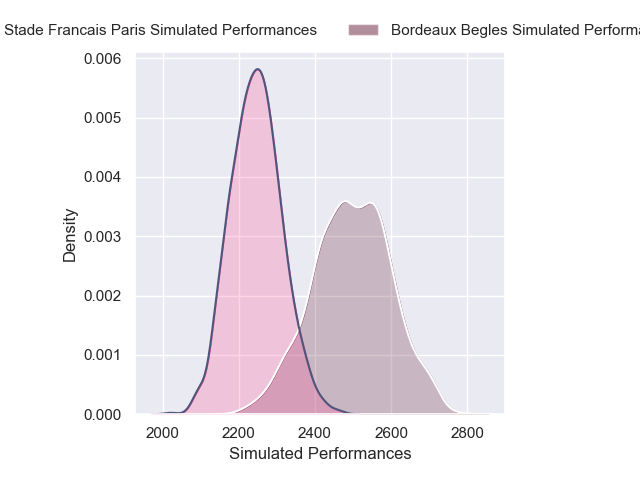 Stade Francais Paris Simulated Performances Bordeaux Begles Simulated
0.006
0.005
0.004
0.003
0.002
0.001
0.000
Density
2000 2200 2400 2600 2800
Simulated Performances